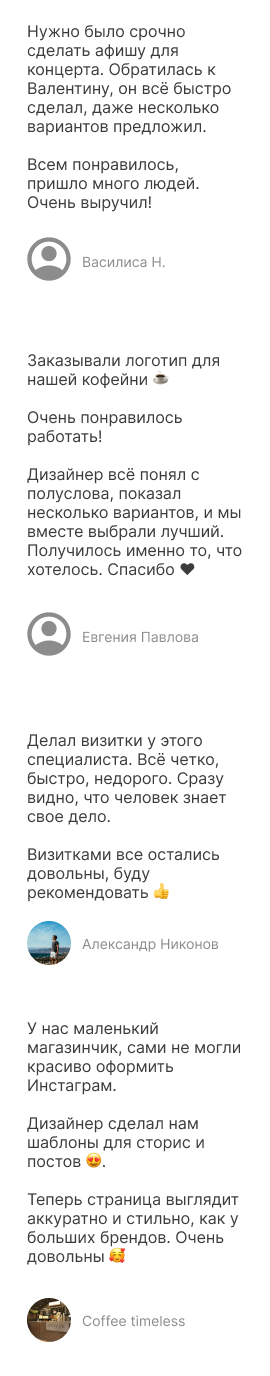 Нужно было срочно
сделать афишу для
концерта. Обратилась к
Валентину, он всё быстро
сделал, даже несколько
вариантов предложил.
Всем понравилось,
пришло много людей.
Очень выручил!
Василиса Н.
Заказывали логотип для
нашей кофейни ☕
Очень понравилось
работать!
Дизайнер всё понял с
полуслова, показал
несколько вариантов, и мы
вместе выбрали лучший.
Получилось именно то, что
хотелось. Спасибо ❤
Евгения Павлова
Делал визитки у этого
специалиста. Всё четко,
быстро, недорого. Сразу
видно, что человек знает
свое дело.
Визитками все остались
довольны, буду
рекомендовать 👍
Александр Никонов
У нас маленький
магазинчик, сами не могли
красиво оформить
Инстаграм.
Дизайнер сделал нам
шаблоны для сторис и
постов 😍.
Теперь страница выглядит
аккуратно и стильно, как у
больших брендов. Очень
довольны 🥰
Coffee timeless